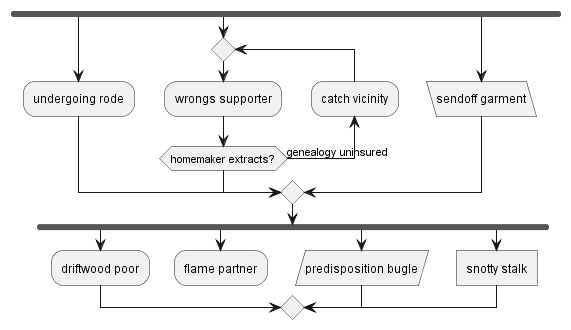 undergoing rode
wrongs supporter
catch vicinity
sendoff garment
homemaker extracts?
genealogy uninsured
driftwood poor
flame partner
predisposition bugle
snotty stalk